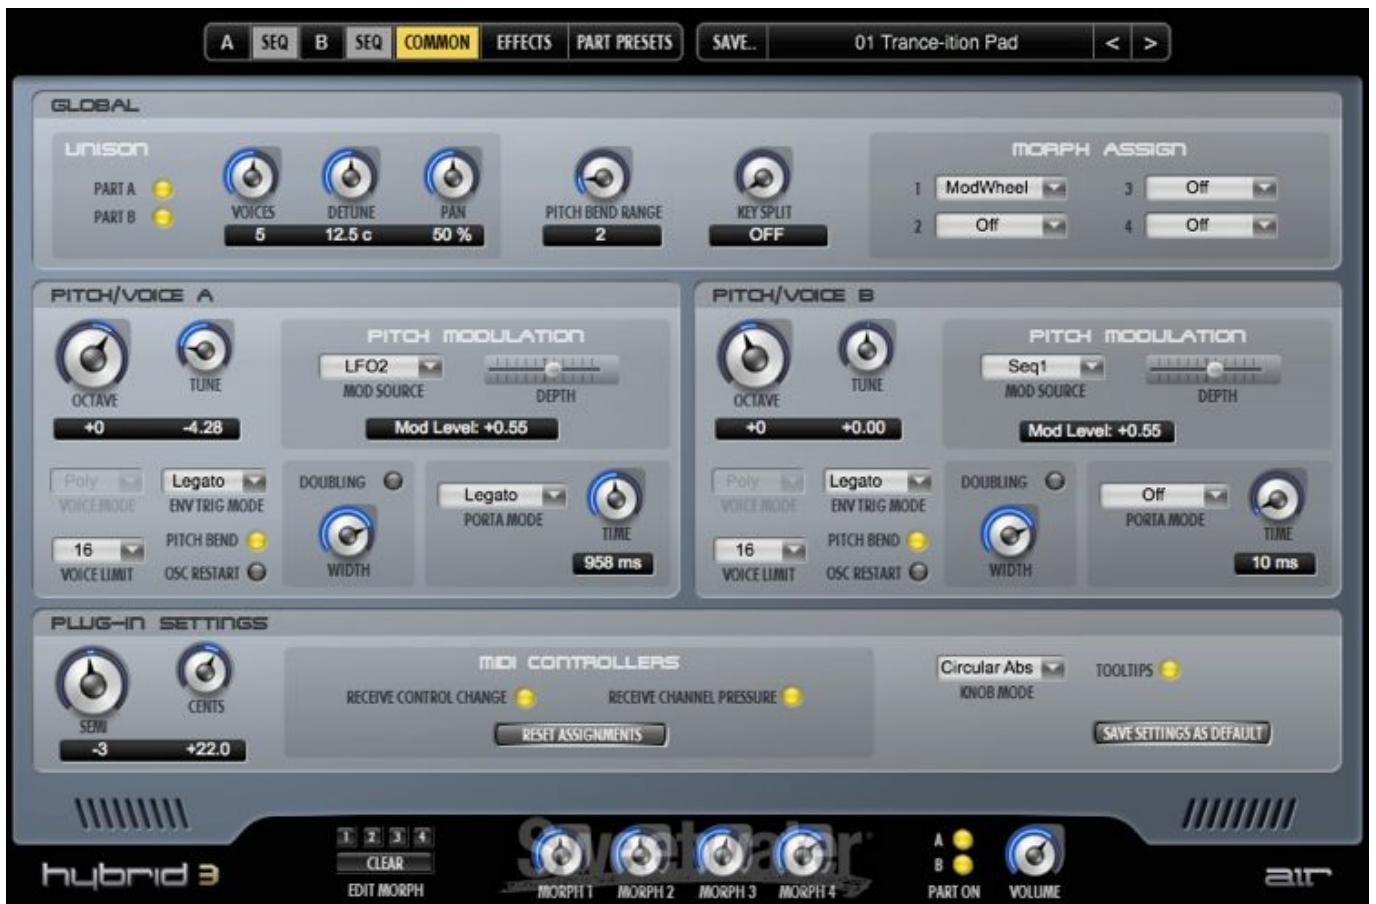 A SEQ B SEQ COMMON EFFECTS PART PRESETS SAVE.. 01 Trance-ition Pad < >
GLOBAL
UNISON
PART A
PART B
VOICES DETUNE PAN
5 12.5 c 50 %
PITCH BEND RANGE
2
KEY SPLIT
OFF
MORPH ASSIGN
1 ModWheel 3 Off
2 Off 4 Off
PITCH/VOICE A
OCTAVE TUNE
+0 -4.28
PITCH MODULATION
LFO2
MOD SOURCE DEPTH
Mod Level: +0.55
Poly Legato
VOICE MODE ENV TRIG MODE
16 PITCH BEND
VOICE LIMIT OSC RESTART
DOUBLING
WIDTH
Legato
PORTA MODE TIME
958 ms
PITCH/VOICE B
OCTAVE TUNE
+0 +0.00
PITCH MODULATION
Seq1
MOD SOURCE DEPTH
Mod Level: +0.55
Poly Legato
VOICE MODE ENV TRIG MODE
16 PITCH BEND
VOICE LIMIT OSC RESTART
DOUBLING
WIDTH
Off
PORTA MODE TIME
10 ms
PLUG-IN SETTINGS
SEMI CENTS
-3 +22.0
MIDI CONTROLLERS
RECEIVE CONTROL CHANGE RECEIVE CHANNEL PRESSURE
RESET ASSIGNMENTS
Circular Abs TOOLTIPS
KNOB MODE
SAVE SETTINGS AS DEFAULT
hybrid 3
1 2 3 4
CLEAR
EDIT MORPH
Sweetwater
MORPH 1 MORPH 2 MORPH 3 MORPH 4
A
B
PART ON VOLUME
air